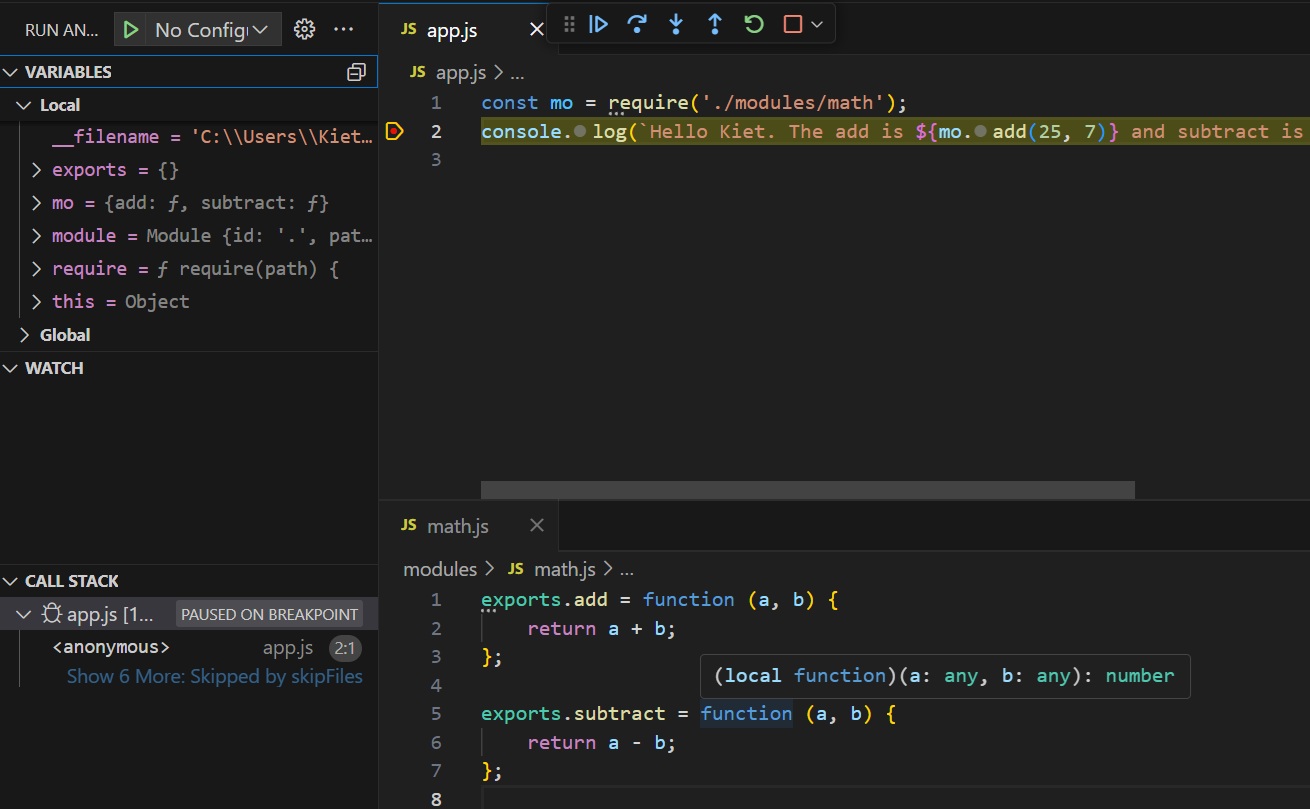 RUN AN... No Config
VARIABLES
Local
__filename = 'C:\\Users\\Kiet...
exports = {}
mo = {add: ƒ, subtract: ƒ}
module = Module {id: '.', pat...
require = ƒ require(path) {
this = Object
Global
WATCH
CALL STACK
app.js [1... PAUSED ON BREAKPOINT
<anonymous> app.js 2:1
Show 6 More: Skipped by skipFiles
JS app.js
JS app.js > ...
1 const mo = require('./modules/math');
2 console.log(`Hello Kiet. The add is ${mo.add(25, 7)} and subtract is
3
JS math.js
modules > JS math.js > ...
1 exports.add = function (a, b) {
2 return a + b;
3 };
4
(local function)(a: any, b: any): number
5 exports.subtract = function (a, b) {
6 return a - b;
7 };
8